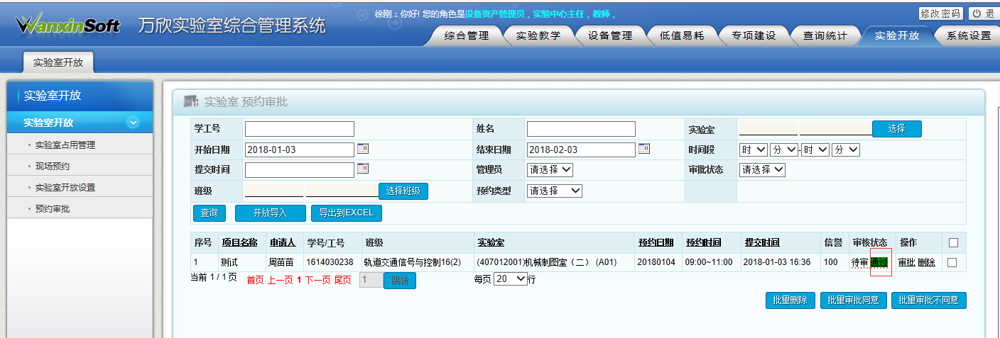 徐刚：你好! 您的角色是设备资产管理员，实验中心主任，教师，
修改密码 退
WanxinSoft 万欣实验室综合管理系统
综合管理 实验教学 设备管理 低值易耗 专项建设 查询统计 实验开放 系统设置
实验室开放
实验室开放
实验室开放
实验室占用管理
现场预约
实验室开放设置
预约审批
实验室 预约审批
学工号 姓名 实验室 选择
开始日期 2018-01-03 结束日期 2018-02-03 时间段 时 分 - 时 分
提交时间 管理员 请选择 审批状态 请选择
班级 选择班级 预约类型 请选择
查询 开放导入 导出到EXCEL
序号 项目名称 申请人 学号/工号 班级 实验室 预约日期 预约时间 提交时间 信誉 审核状态 操作
1 测试 周苗苗 1614030238 轨道交通信号与控制16(2) (407012001)机械制图室（二） (A01) 20180104 09:00~11:00 2018-01-03 16:36 100 待审 通过 审批 删除
当前 1 / 1 页 首页 上一页 1 下一页 尾页 1 跳转 每页 20 行
批量删除 批量审批同意 批量审批不同意